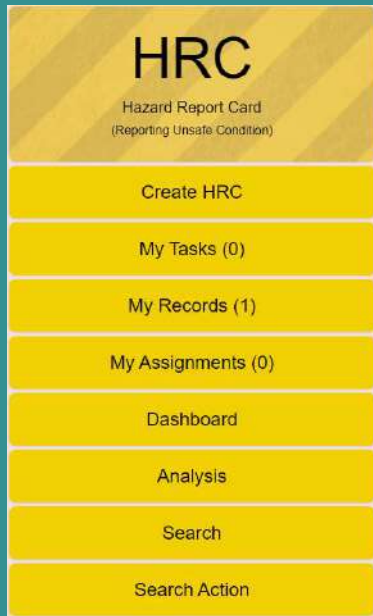 HRC
Hazard Report Card
(Reporting Unsafe Condition)
Create HRC
My Tasks (0)
My Records (1)
My Assignments (0)
Dashboard
Analysis
Search
Search Action